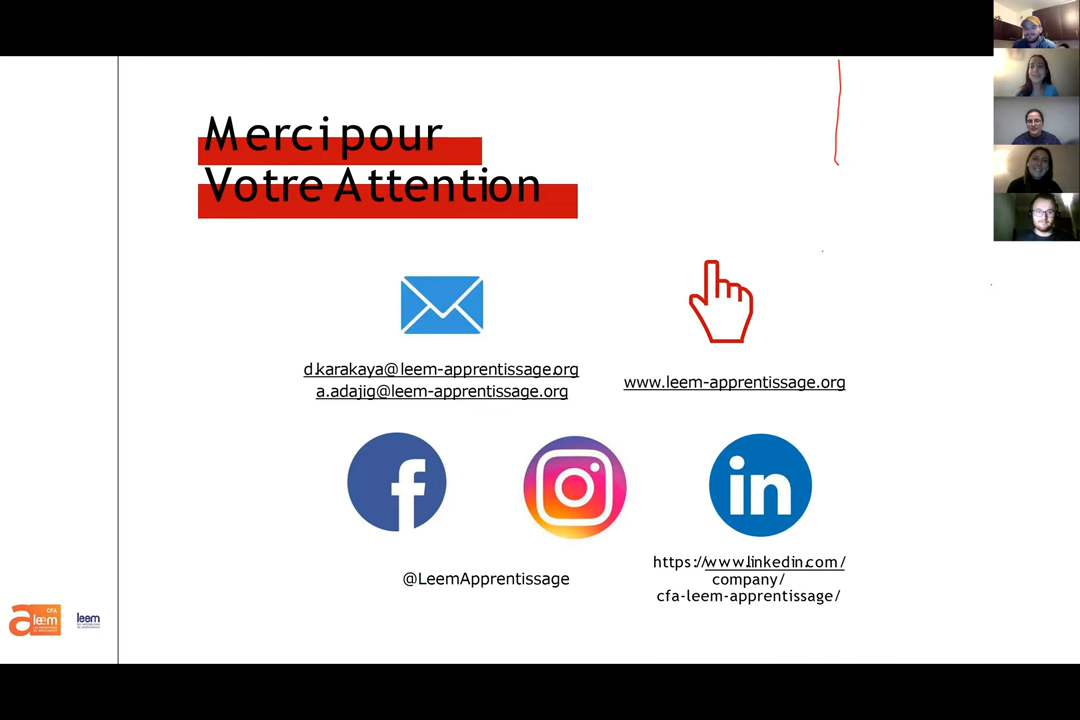 Merci pour
Votre Attention
d.karakaya@leem-apprentissage.org
a.adajig@leem-apprentissage.org
www.leem-apprentissage.org
@LeemApprentissage
https://www.linkedin.com/
company/
cfa-leem-apprentissage/
CFA
leem
leem